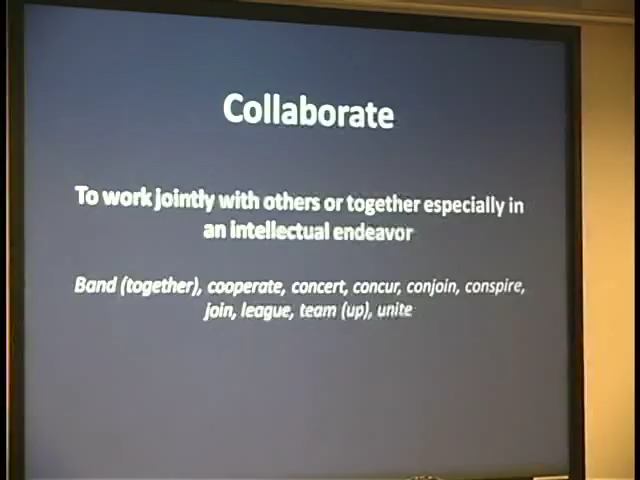 Collaborate
To work jointly with others or together especially in
an intellectual endeavor
Band (together), cooperate, concert, concur, conjoin, conspire,
join, league, team (up), unite